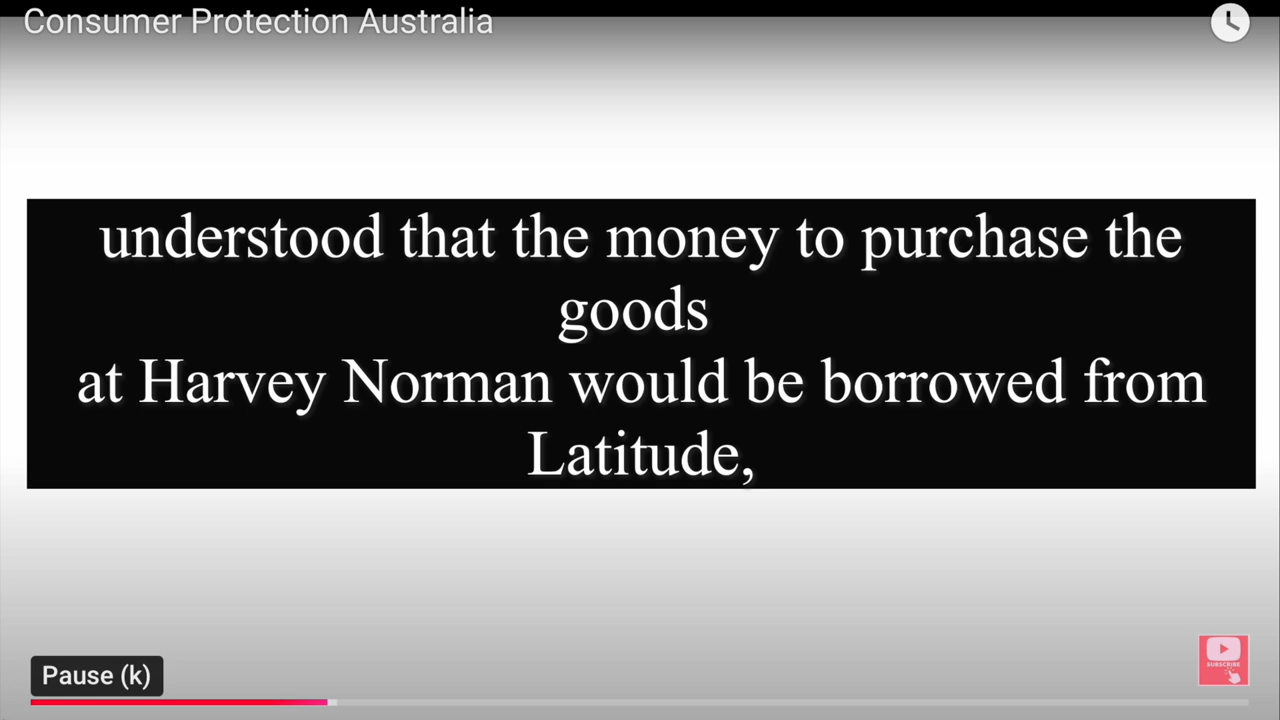 Consumer Protection Australia
understood that the money to purchase the
goods
at Harvey Norman would be borrowed from
Latitude,
SUBSCRIBE
Pause (k)